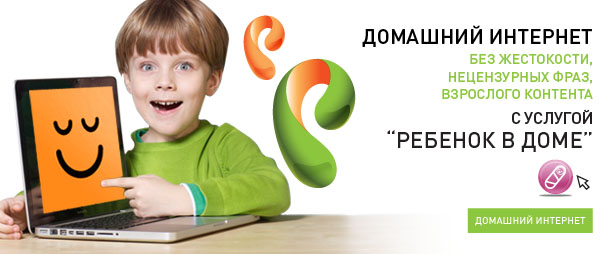 ДОМАШНИЙ ИНТЕРНЕТ
БЕЗ ЖЕСТОКОСТИ,
НЕЦЕНЗУРНЫХ ФРАЗ,
ВЗРОСЛОГО КОНТЕНТА
С УСЛУГОЙ
“РЕБЕНОК В ДОМЕ”
ДОМАШНИЙ ИНТЕРНЕТ